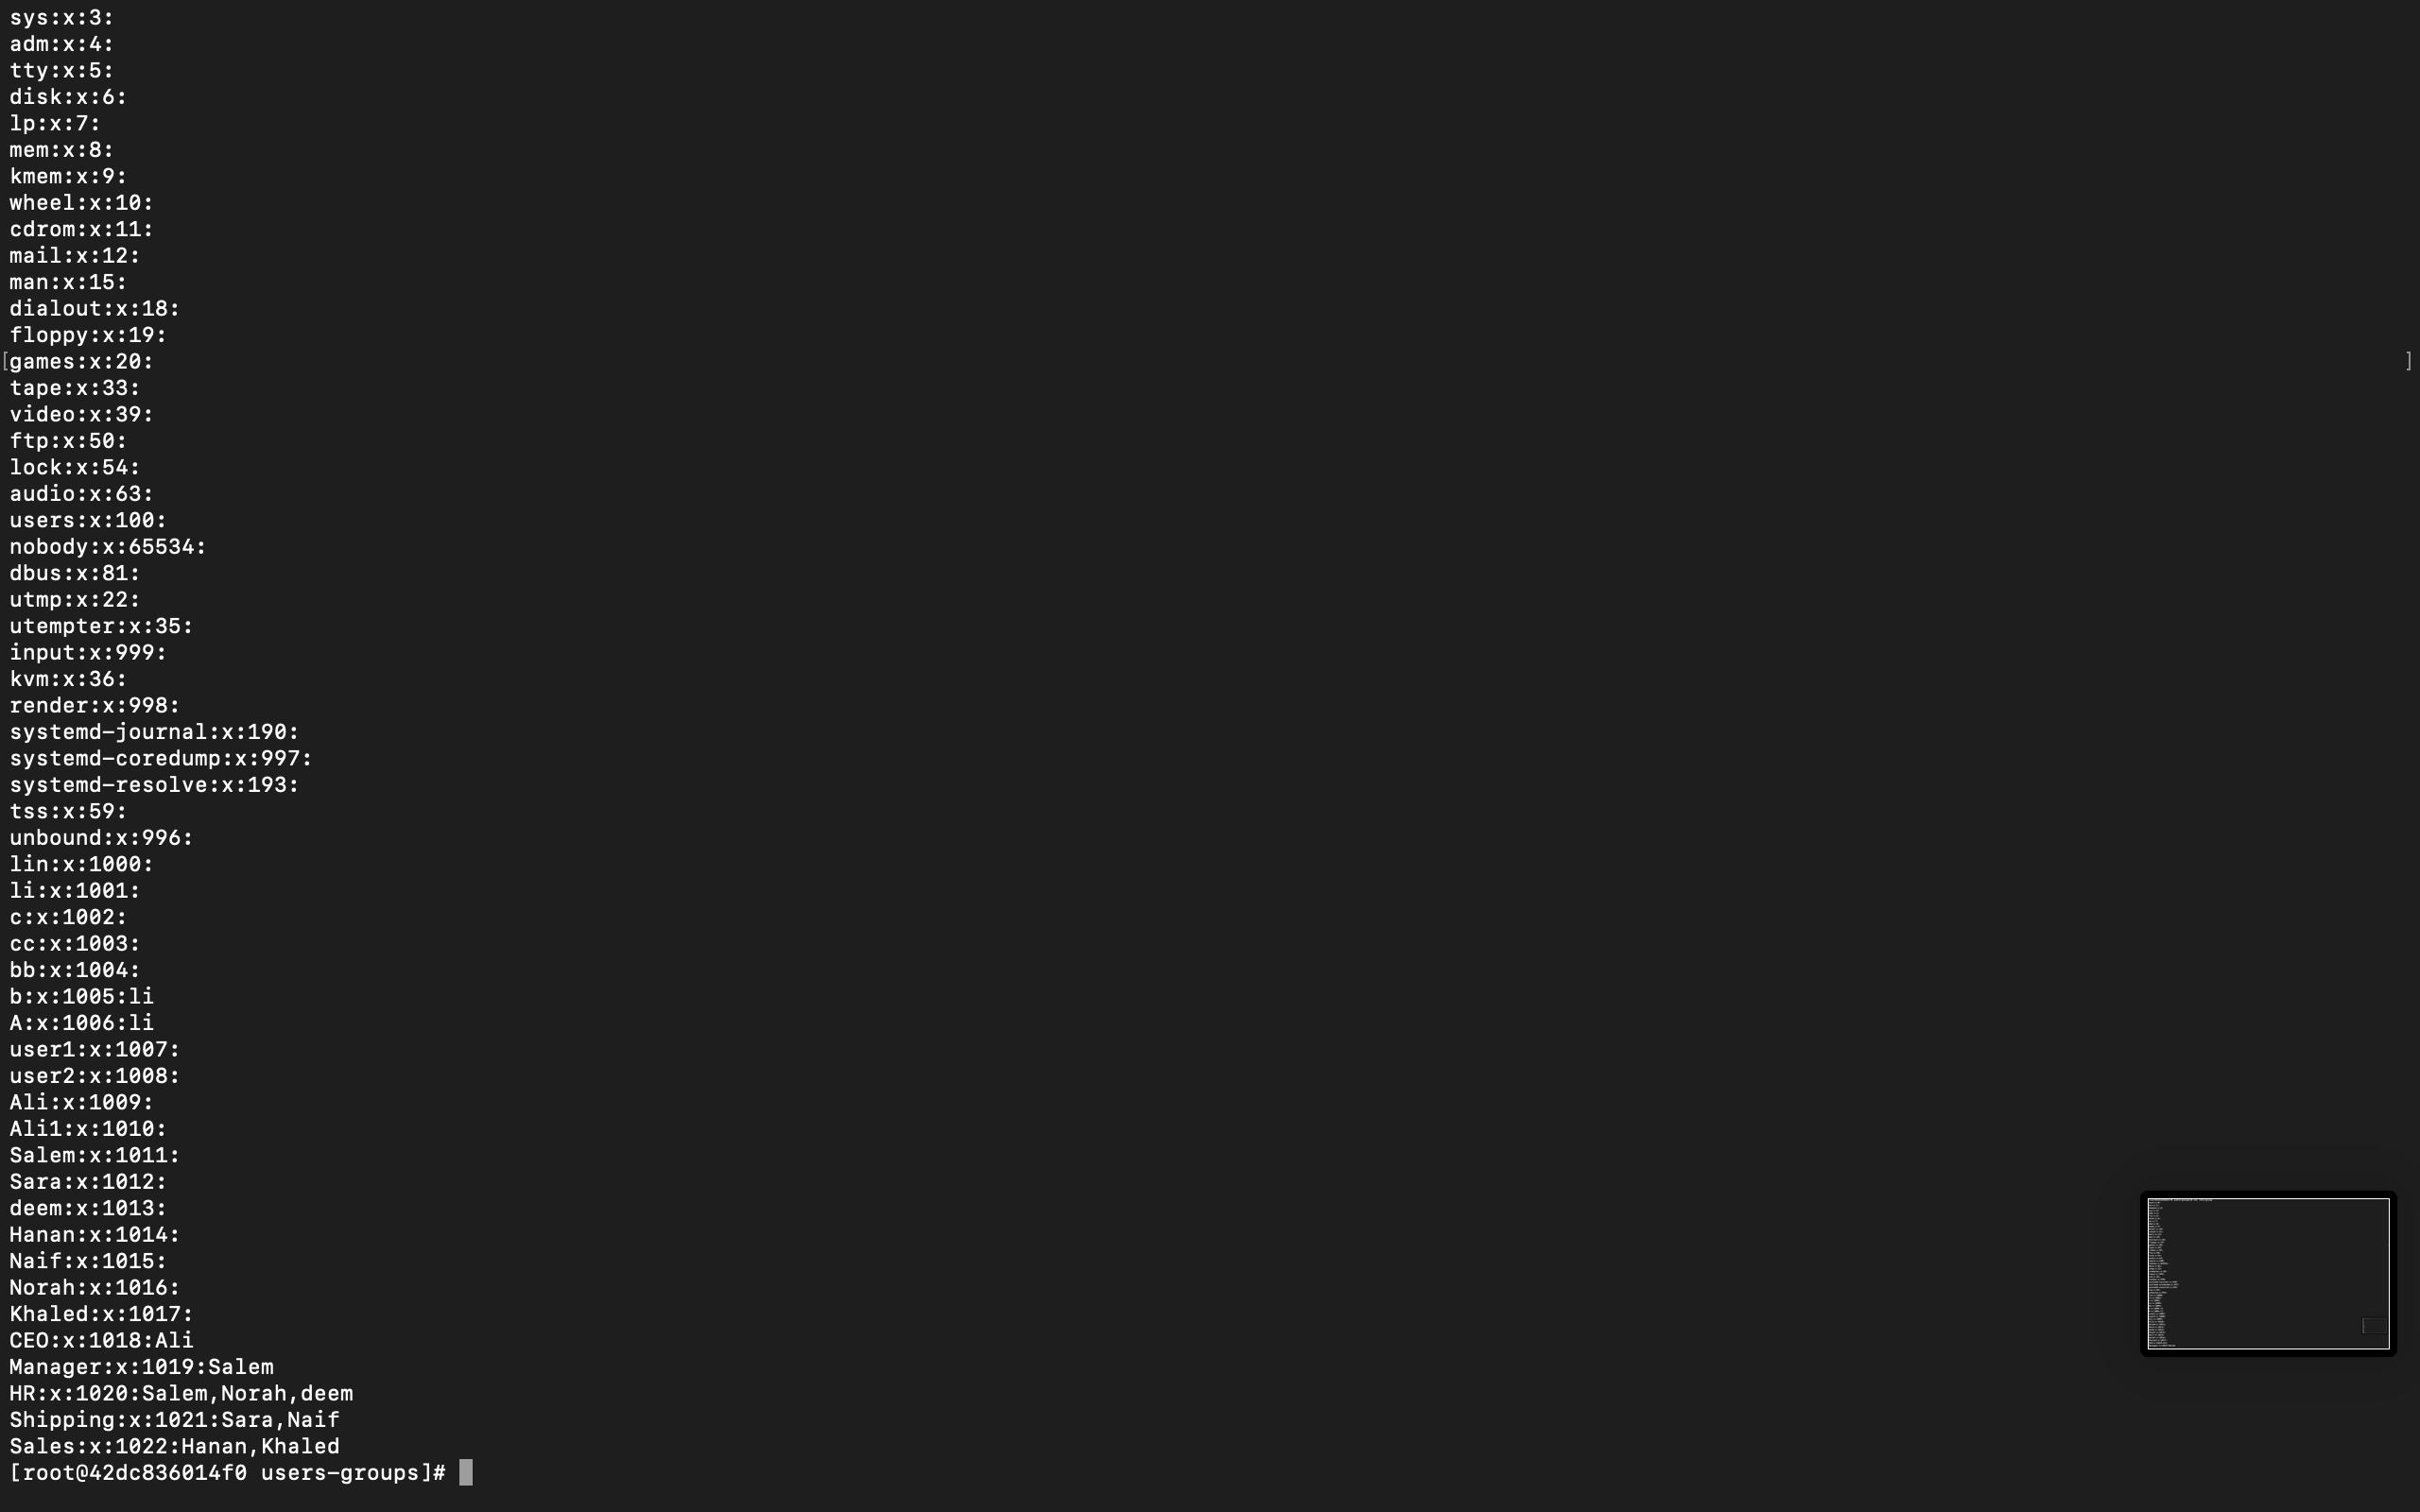 sys:x:3:
adm:x:4:
tty:x:5:
disk:x:6:
lp:x:7:
mem:x:8:
kmem:x:9:
wheel:x:10:
cdrom:x:11:
mail:x:12:
man:x:15:
dialout:x:18:
floppy:x:19:
[games:x:20: ]
tape:x:33:
video:x:39:
ftp:x:50:
lock:x:54:
audio:x:63:
users:x:100:
nobody:x:65534:
dbus:x:81:
utmp:x:22:
utempter:x:35:
input:x:999:
kvm:x:36:
render:x:998:
systemd-journal:x:190:
systemd-coredump:x:997:
systemd-resolve:x:193:
tss:x:59:
unbound:x:996:
lin:x:1000:
li:x:1001:
c:x:1002:
cc:x:1003:
bb:x:1004:
b:x:1005:li
A:x:1006:li
user1:x:1007:
user2:x:1008:
Ali:x:1009:
Ali1:x:1010:
Salem:x:1011:
Sara:x:1012:
deem:x:1013:
Hanan:x:1014:
Naif:x:1015:
Norah:x:1016:
Khaled:x:1017:
CEO:x:1018:Ali
Manager:x:1019:Salem
HR:x:1020:Salem,Norah,deem
Shipping:x:1021:Sara,Naif
Sales:x:1022:Hanan,Khaled
[root@42dc836014f0 users-groups]#